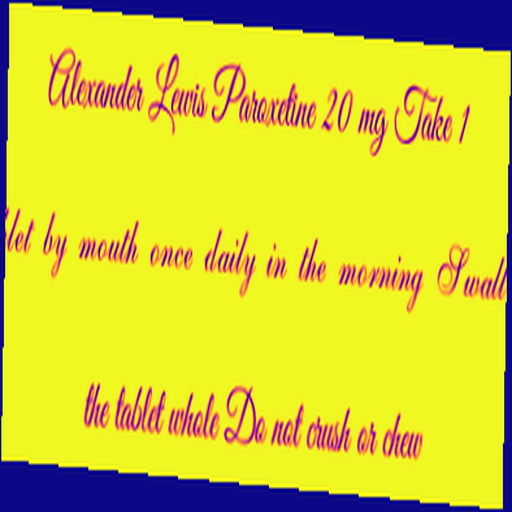 Alexander Lewis Paroxetine 20 mg Take 1
by mouth once daily in the morning
the tablet whole Do not crush or chew